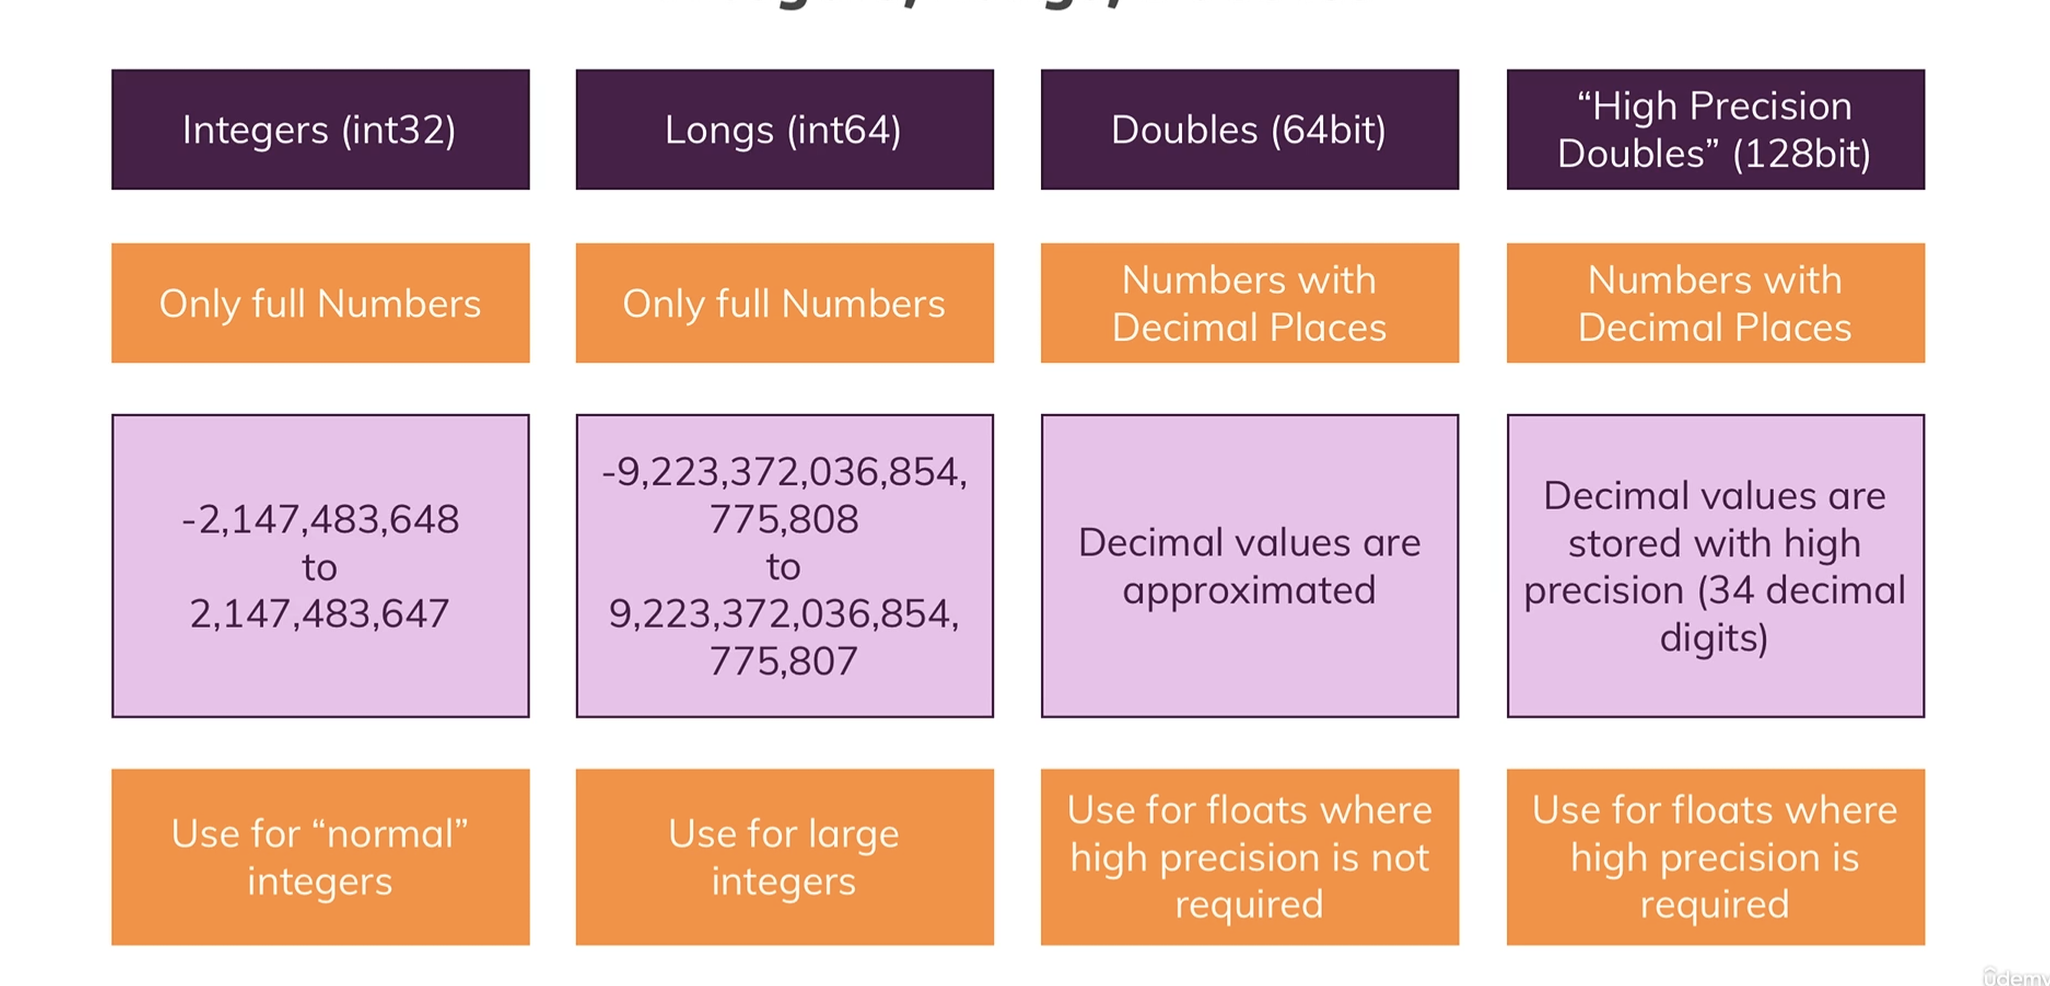 Integers (int32)
Longs (int64)
Doubles (64bit)
“High Precision
Doubles” (128bit)
Only full Numbers
Only full Numbers
Numbers with
Decimal Places
Numbers with
Decimal Places
-2,147,483,648
to
2,147,483,647
-9,223,372,036,854,
775,808
to
9,223,372,036,854,
775,807
Decimal values are
approximated
Decimal values are
stored with high
precision (34 decimal
digits)
Use for “normal”
integers
Use for large
integers
Use for floats where
high precision is not
required
Use for floats where
high precision is
required
ûdemy